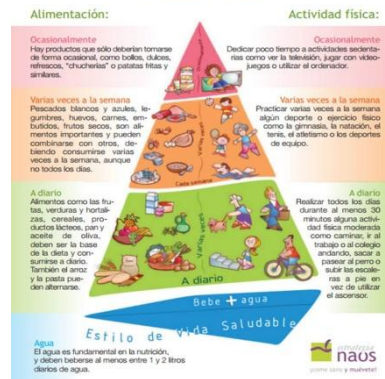 Alimentación:
Ocasionalmente
Hay productos que sólo deberían tomarse
de forma ocasional, como bollos, dulces,
refrescos, "chucherías" o patatas fritas y
similares.
Varias veces a la semana
Pescados blancos y azules, le-
gumbres, huevos, carnes, em-
butidos, frutos secos, son ali-
mentos importantes y pueden
combinarse con otros, de-
biendo consumirse varias
veces a la semana, aunque
no todos los días.
A diario
Alimentos como las fru-
tas, verduras y hortali-
zas, cereales, pro-
ductos lácteos, pan y
aceite de oliva,
deben ser la base
de la dieta y con-
sumirse a diario.
También el arroz
y la pasta pue-
den alternarse.
Agua
El agua es fundamental en la nutrición,
y deben beberse al menos entre 1 y 2 litros
diarios de agua.
Varias veces
Cada semana
Varias veces
A diario
Bebe + agua
Estilo de Vida Saludable
Actividad física:
Ocasionalmente
Dedicar poco tiempo a actividades sedenta-
rias como ver la televisión, jugar con video-
juegos o utilizar el ordenador.
Varias veces a la semana
Practicar varias veces a la semana
algún deporte o ejercicio físico
como la gimnasia, la natación, el
tenis, el atletismo o los deportes
de equipo.
A diario
Realizar todos los días
durante al menos 30
minutos alguna activi-
dad física moderada
como caminar, ir al
trabajo o al colegio
andando, sacar a
pasear al perro o
subir las escale-
ras a pie en
vez de utilizar
el ascensor.
estrategia
naos
¡come sano y muévete!